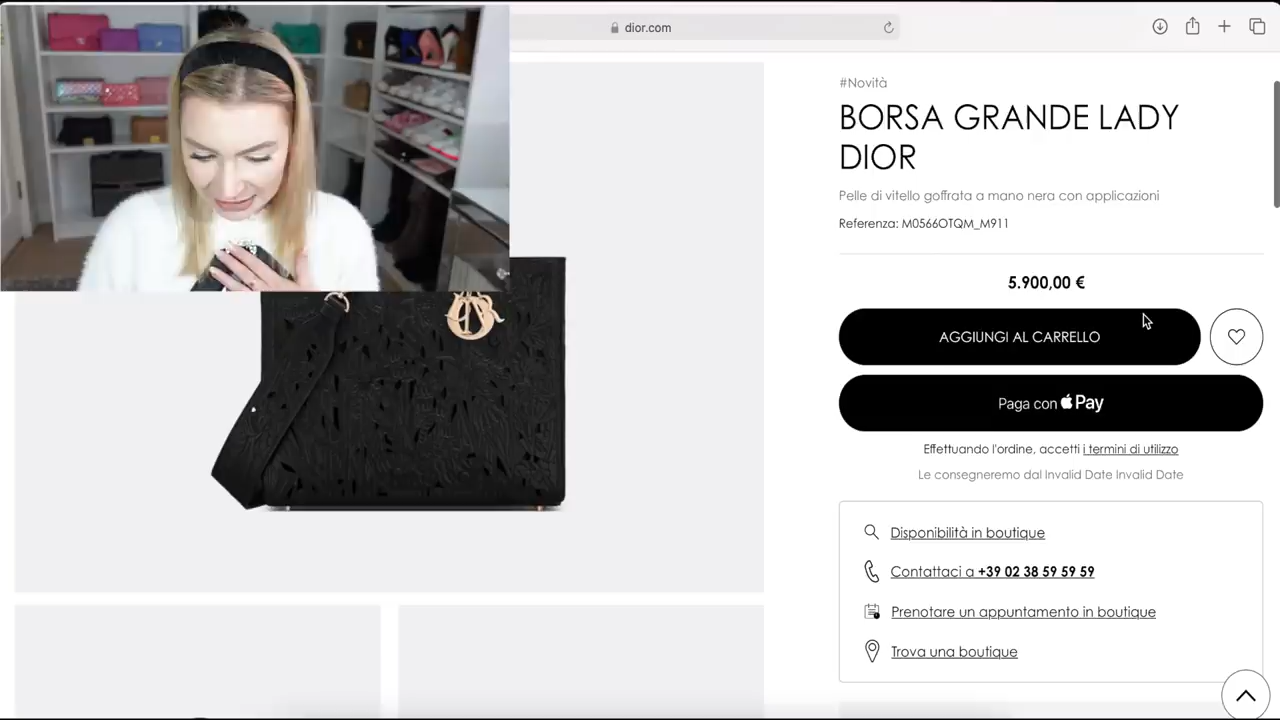 dior.com
#Novità
BORSA GRANDE LADY
DIOR
Pelle di vitello goffrata a mano nera con applicazioni
Referenza: M0566OTQM_M911
5.900,00 €
AGGIUNGI AL CARRELLO
Paga con Pay
Effettuando l'ordine, accetti i termini di utilizzo
Le consegneremo dal Invalid Date Invalid Date
Disponibilità in boutique
Contattaci a +39 02 38 59 59 59
Prenotare un appuntamento in boutique
Trova una boutique